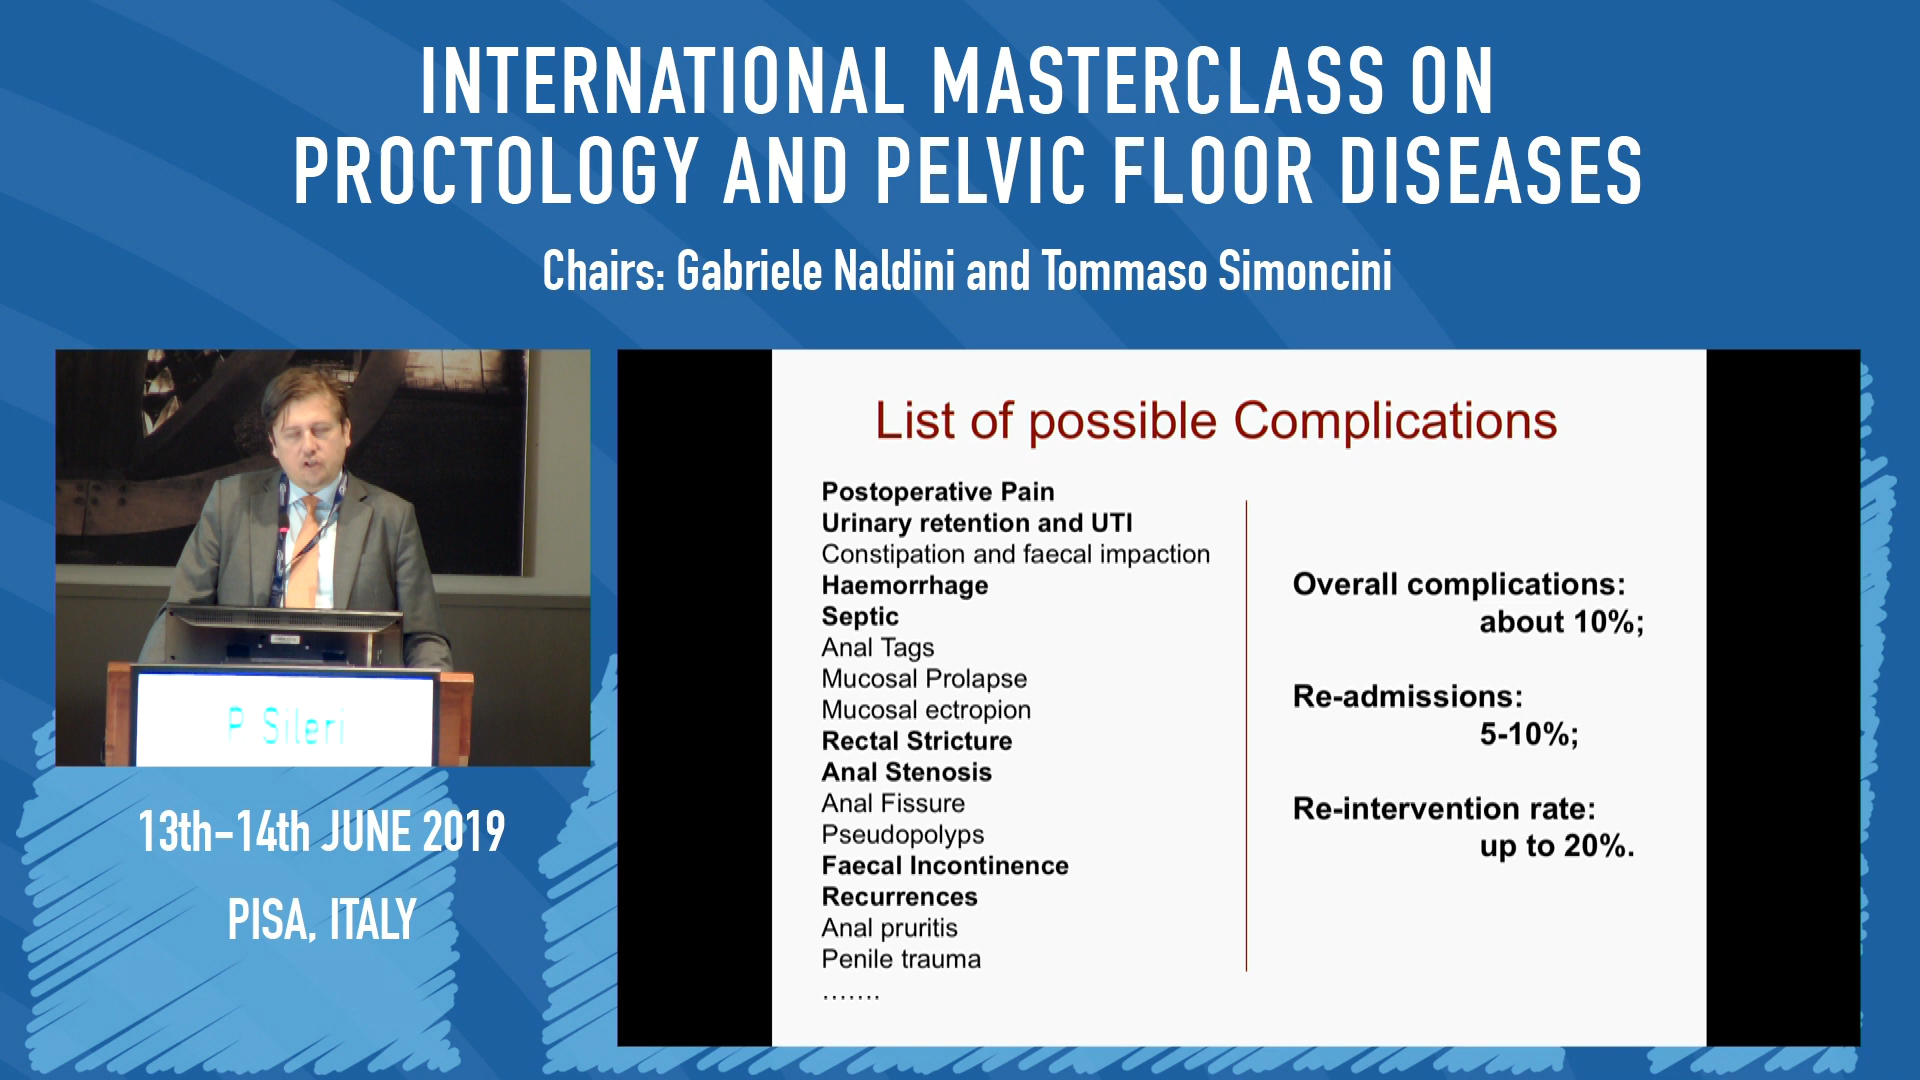 INTERNATIONAL MASTERCLASS ON
PROCTOLOGY AND PELVIC FLOOR DISEASES
Chairs: Gabriele Naldini and Tommaso Simoncini
P Sileri
13th-14th JUNE 2019
PISA, ITALY
List of possible Complications
Postoperative Pain
Urinary retention and UTI
Constipation and faecal impaction
Haemorrhage
Septic
Anal Tags
Mucosal Prolapse
Mucosal ectropion
Rectal Stricture
Anal Stenosis
Anal Fissure
Pseudopolyps
Faecal Incontinence
Recurrences
Anal pruritis
Penile trauma
.......
Overall complications:
about 10%;
Re-admissions:
5-10%;
Re-intervention rate:
up to 20%.